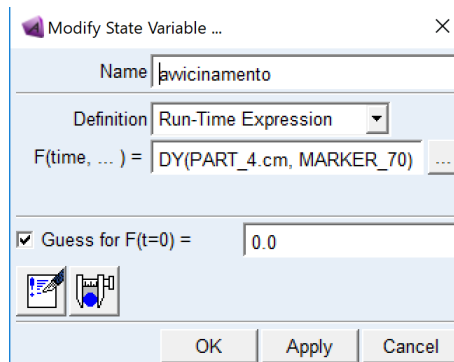 Modify State Variable ...
Name avvicinamento
Definition Run-Time Expression
F(time, ... ) = DY(PART_4.cm, MARKER_70) ...
Guess for F(t=0) = 0.0
OK Apply Cancel